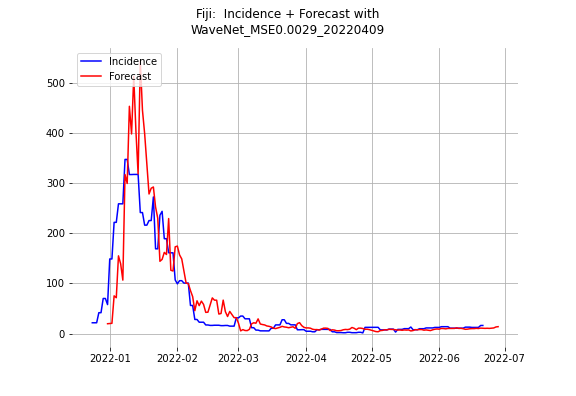 Fiji:  Incidence + Forecast with
WaveNet_MSE0.0029_20220409
Incidence
Forecast
500
400
300
200
100
0
2022-01 2022-02 2022-03 2022-04 2022-05 2022-06 2022-07